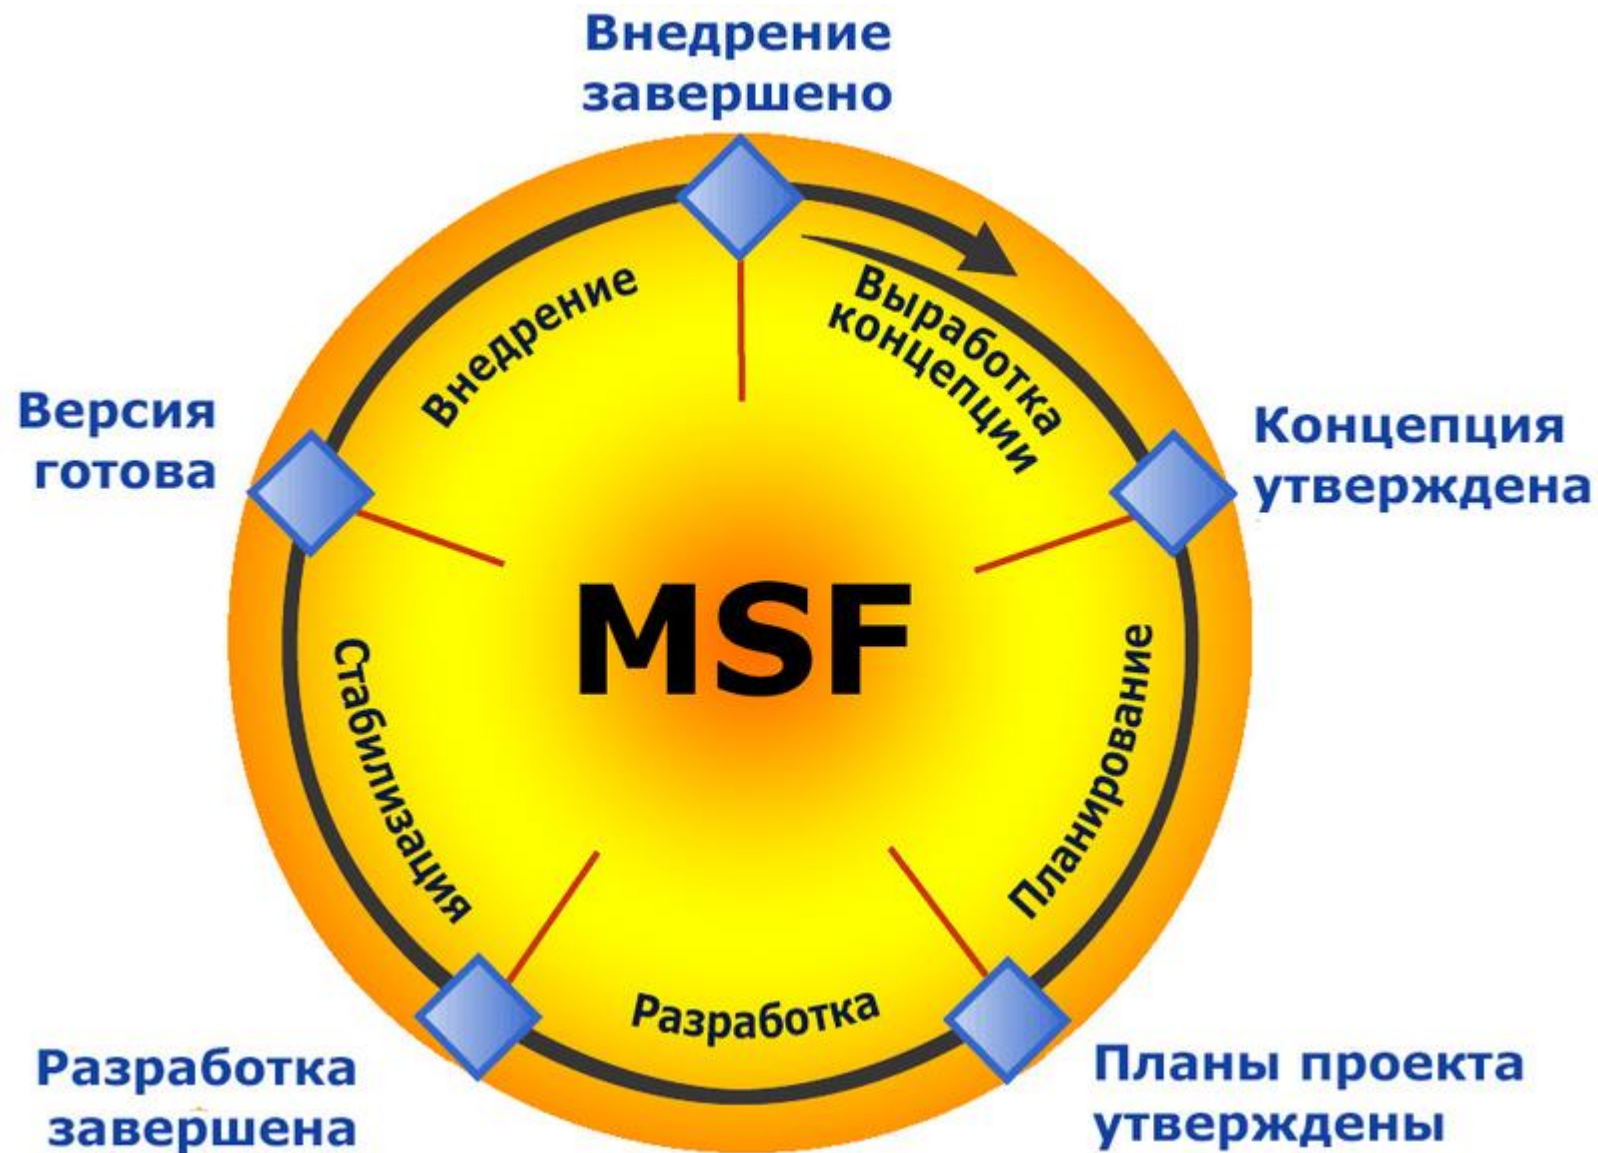 Внедрение
завершено
Внедрение
Выработка
концепции
Версия
готова
Концепция
утверждена
MSF
Стабилизация
Планирование
Разработка
Разработка
завершена
Планы проекта
утверждены